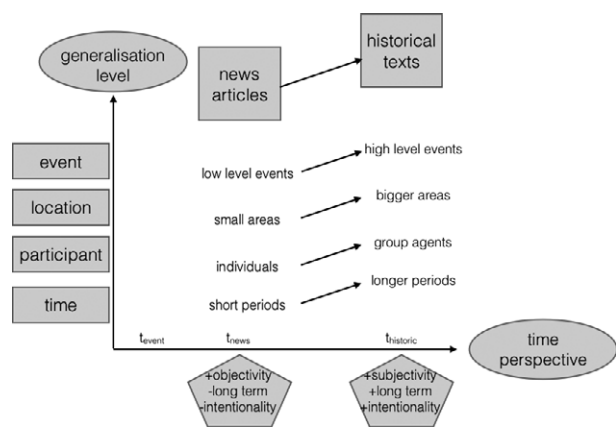 generalisation
level
news
articles
historical
texts
event
low level events
high level events
location
small areas
bigger areas
participant
individuals
group agents
time
short periods
longer periods
tevent
tnews
thistoric
time
perspective
+objectivity
-long term
-intentionality
+subjectivity
+long term
+intentionality